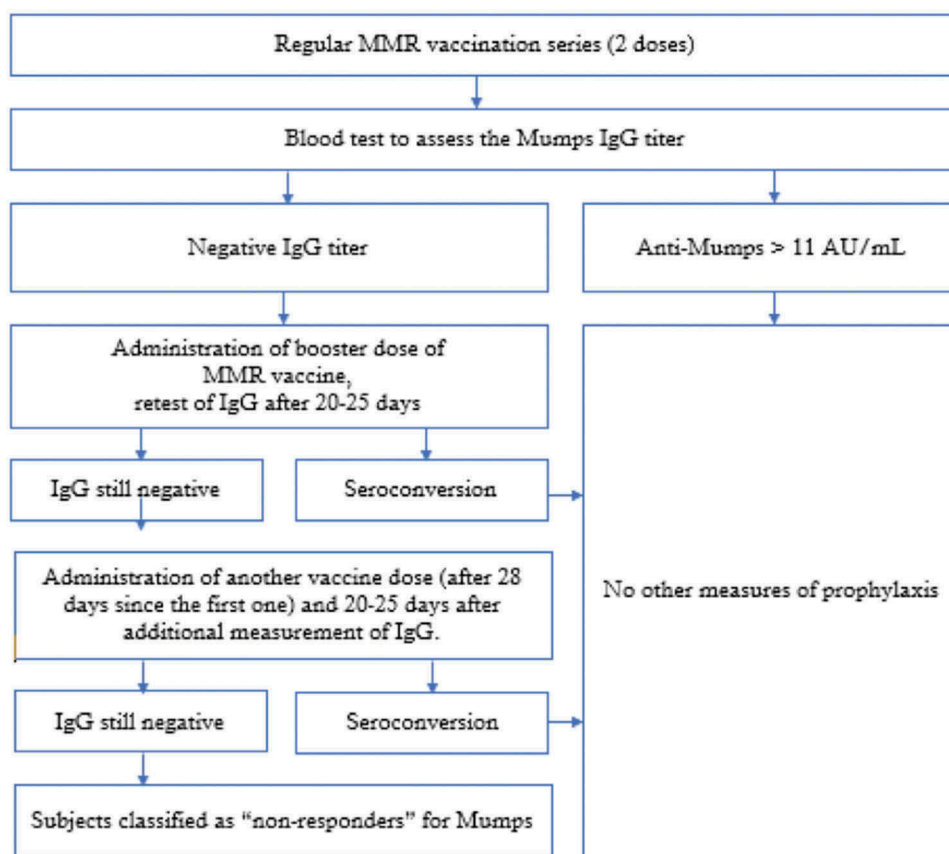 Regular MMR vaccination series (2 doses)
Blood test to assess the Mumps IgG titer
Negative IgG titer
Anti-Mumps > 11 AU/mL
Administration of booster dose of
MMR vaccine,
retest of IgG after 20-25 days
IgG still negative
Seroconversion
Administration of another vaccine dose (after 28
days since the first one) and 20-25 days after
additional measurement of IgG.
No other measures of prophylaxis
IgG still negative
Seroconversion
Subjects classified as “non-responders” for Mumps